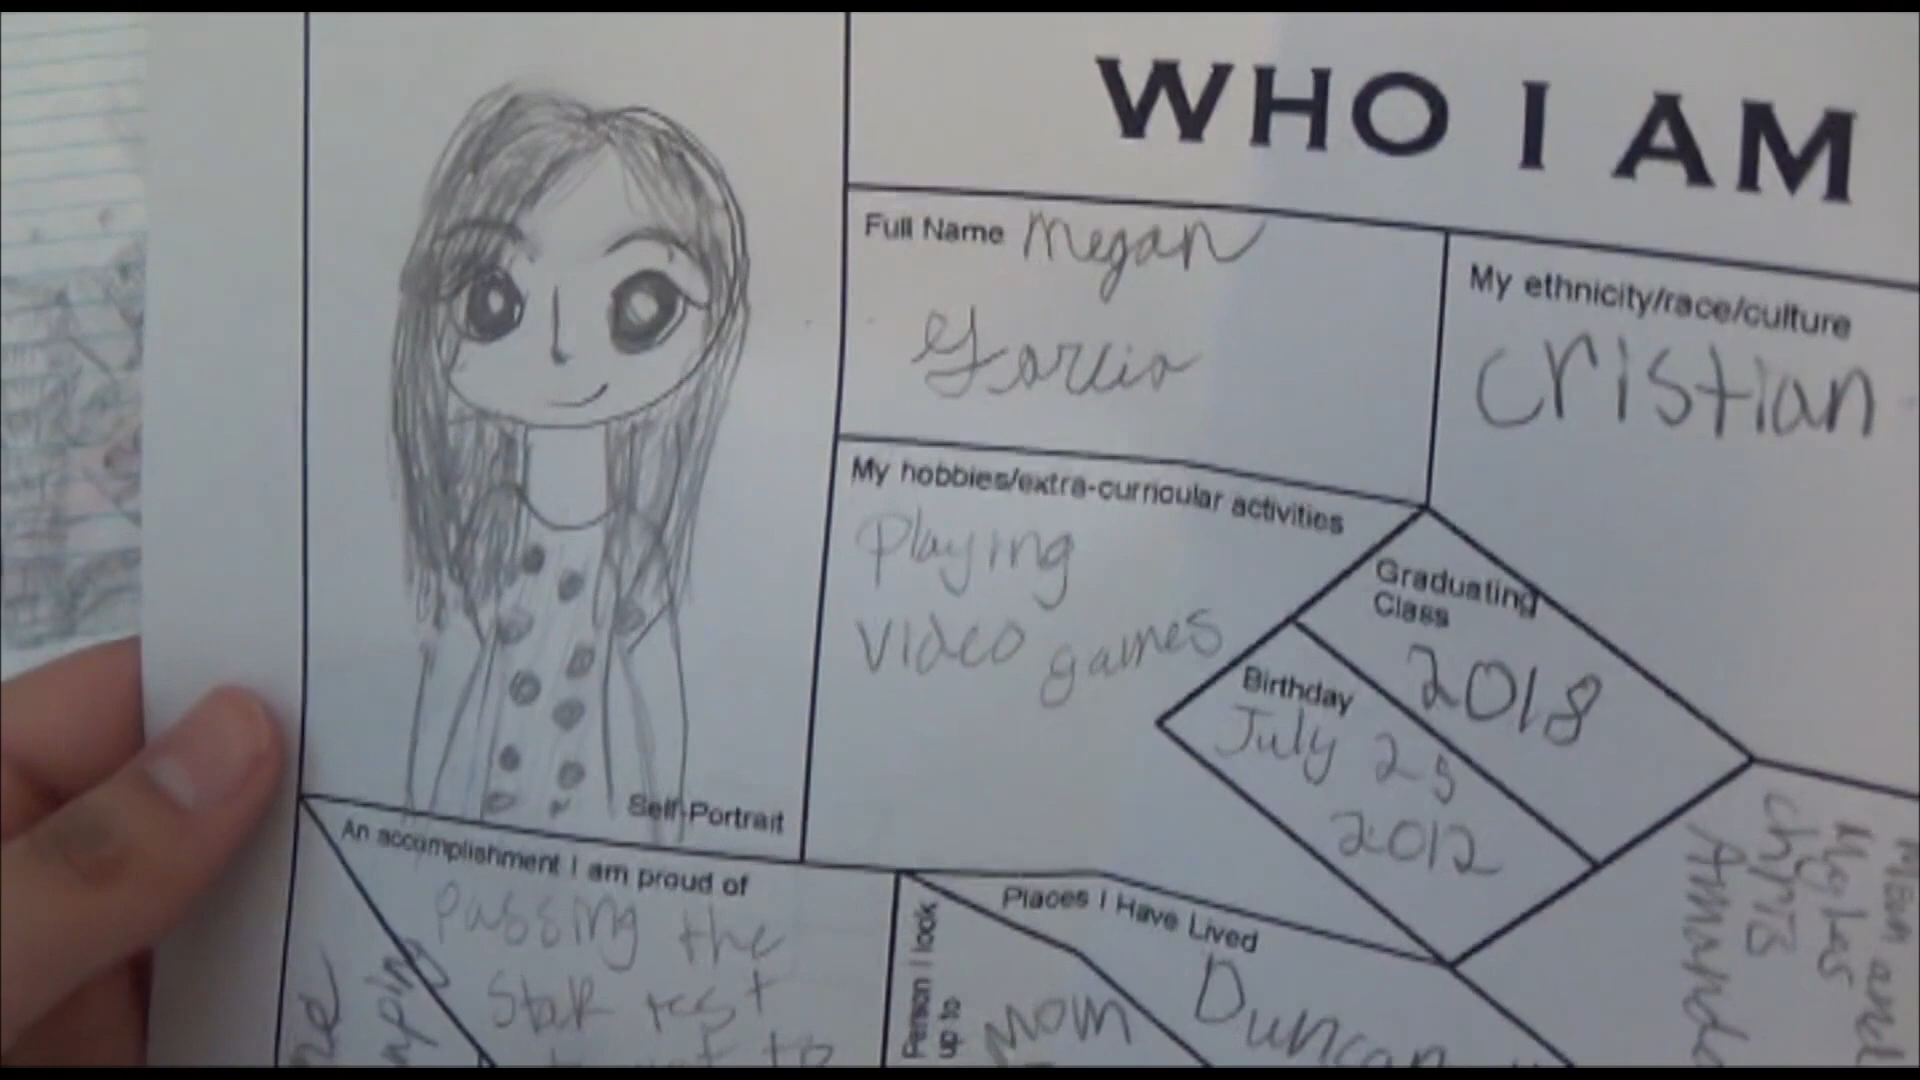 WHO I AM
Full Name Megan
Garcia
My ethnicity/race/culture
Cristian
My hobbies/extra-curricular activities
Playing
video games
Graduating
Class
2018
Birthday
July 25
2012
Self-Portrait
An accomplishment I am proud of
Passing the
Star test
Person I look
up to
Mom
Places I Have Lived
Duncan